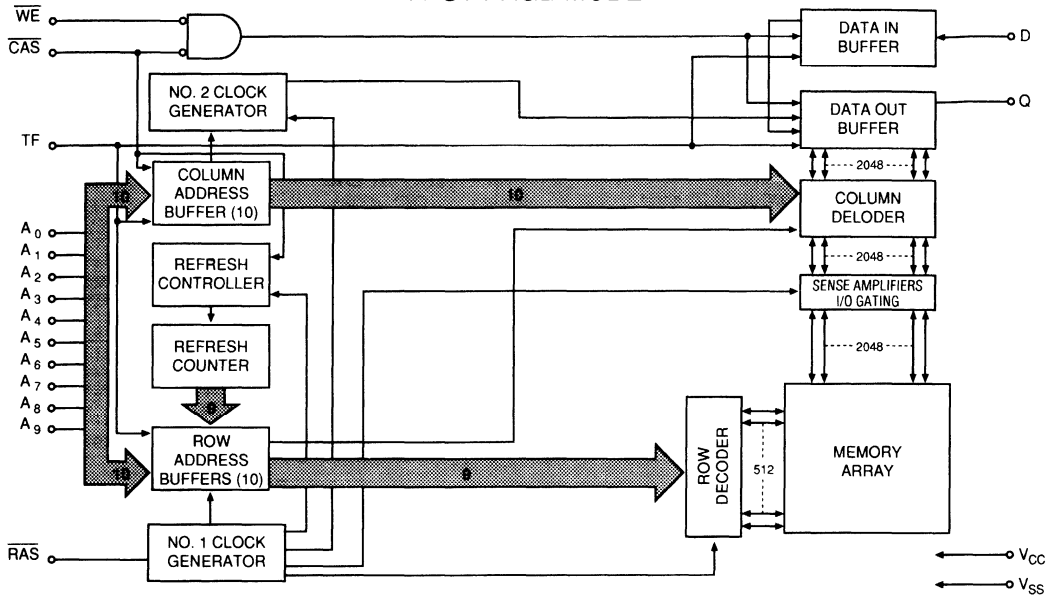 WE
CAS
TF
A0
A1
A2
A3
A4
A5
A6
A7
A8
A9
RAS
NO. 2 CLOCK
GENERATOR
10
COLUMN
ADDRESS
BUFFER (10)
10
REFRESH
CONTROLLER
REFRESH
COUNTER
9
10
ROW
ADDRESS
BUFFERS (10)
9
NO. 1 CLOCK
GENERATOR
DATA IN
BUFFER
D
DATA OUT
BUFFER
Q
2048
COLUMN
DELODER
2048
SENSE AMPLIFIERS
I/O GATING
2048
ROW
DECODER
512
MEMORY
ARRAY
VCC
VSS